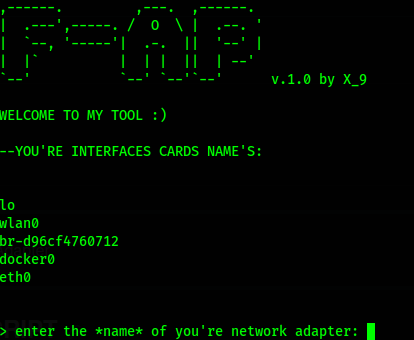 F-AP
v.1.0 by X_9
WELCOME TO MY TOOL :)
--YOU'RE INTERFACES CARDS NAME'S:
lo
wlan0
br-d96cf4760712
docker0
eth0
> enter the *name* of you're network adapter: